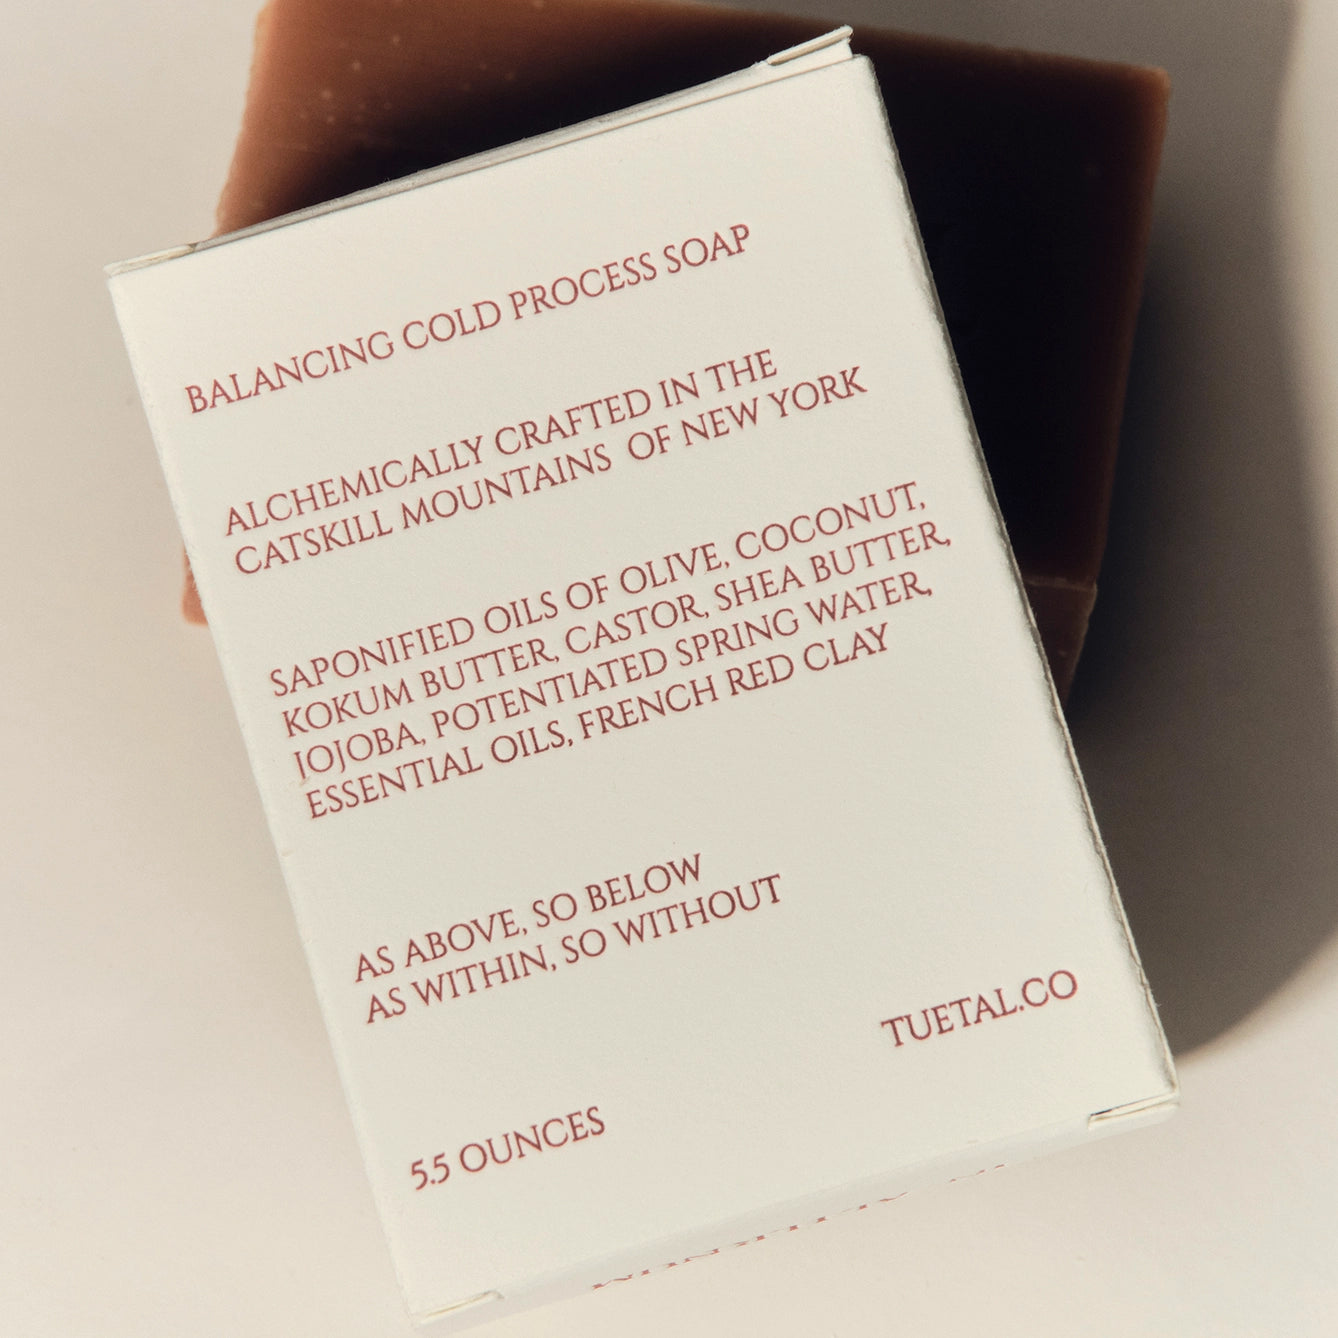 BALANCING COLD PROCESS SOAP
ALCHEMICALLY CRAFTED IN THE
CATSKILL MOUNTAINS OF NEW YORK
SAPONIFIED OILS OF OLIVE, COCONUT,
KOKUM BUTTER, CASTOR, SHEA BUTTER,
JOJOBA, POTENTIATED SPRING WATER,
ESSENTIAL OILS, FRENCH RED CLAY
AS ABOVE, SO BELOW
AS WITHIN, SO WITHOUT
TUETAL.CO
5.5 OUNCES